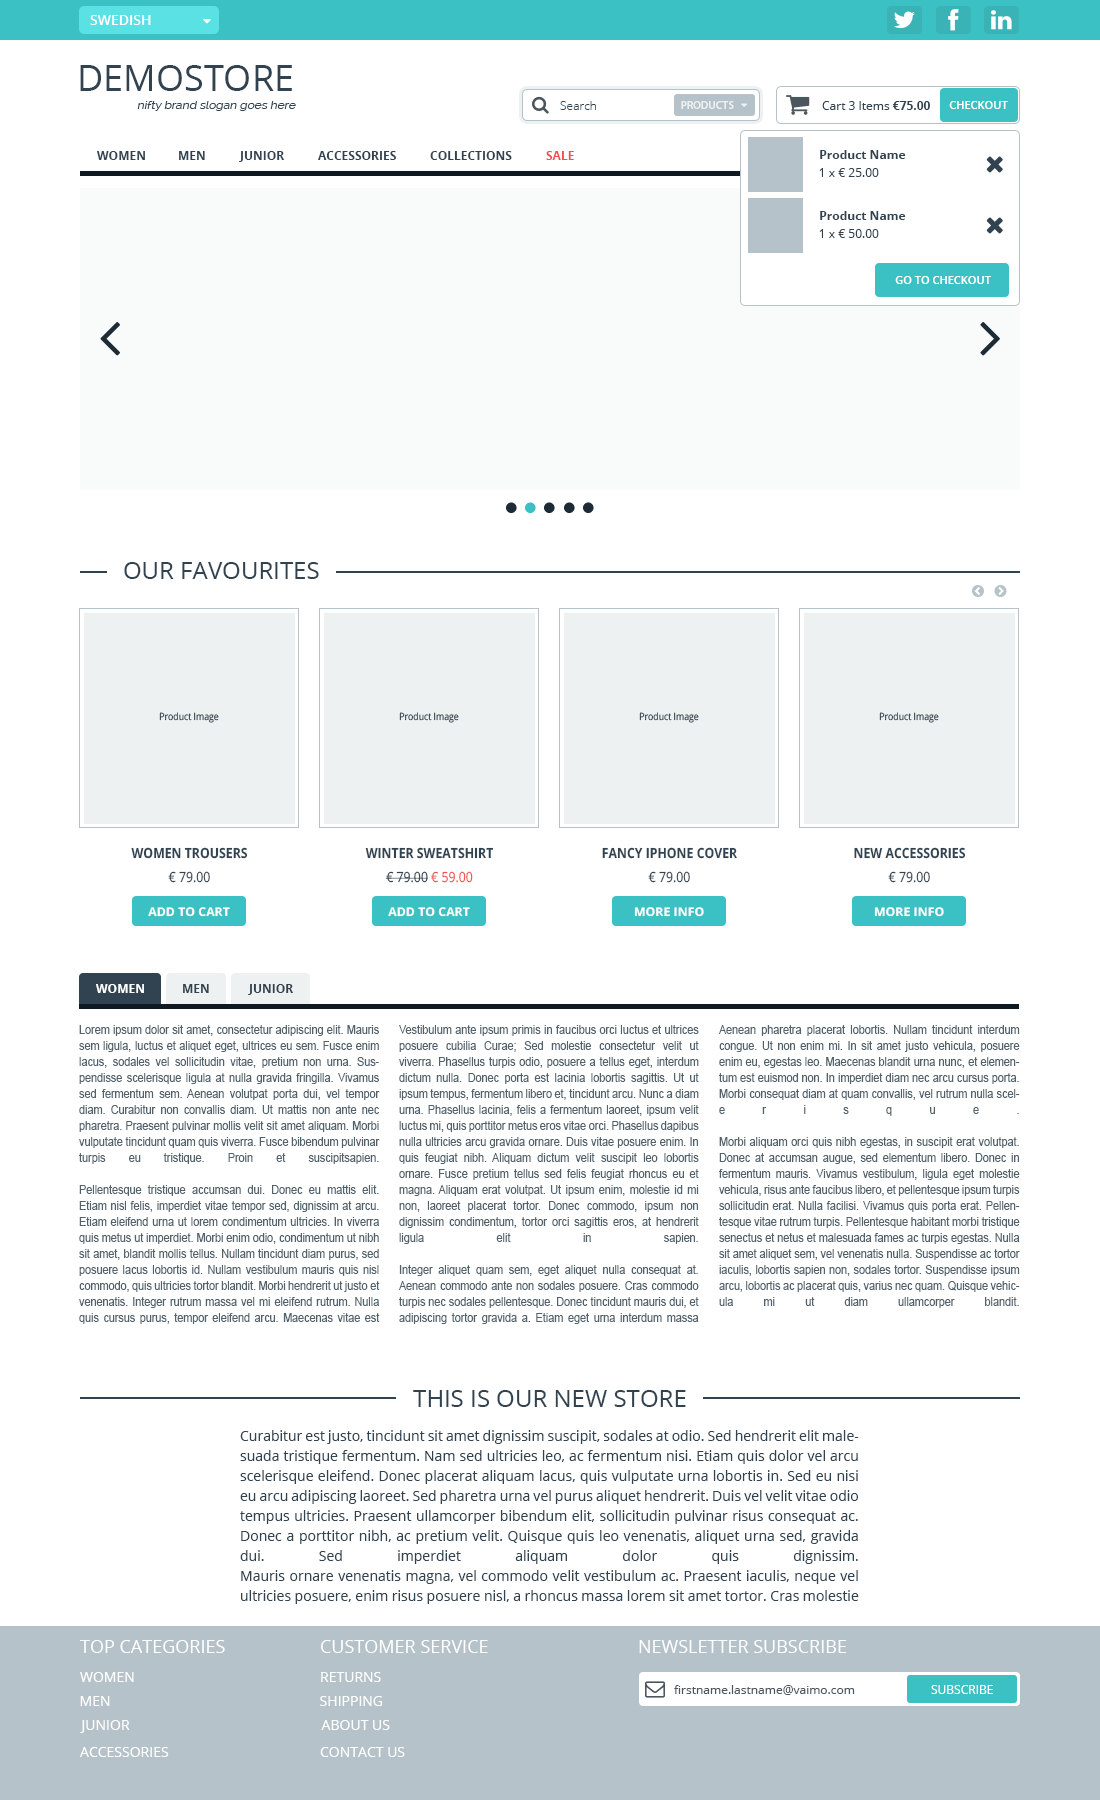 SWEDISH
DEMOSTORE
nifty brand slogan goes here
Search PRODUCTS
Cart 3 Items €75.00 CHECKOUT
WOMEN MEN JUNIOR ACCESSORIES COLLECTIONS SALE
Product Name
1 x € 25.00
Product Name
1 x € 50.00
GO TO CHECKOUT
OUR FAVOURITES
Product Image Product Image Product Image Product Image
WOMEN TROUSERS WINTER SWEATSHIRT FANCY IPHONE COVER NEW ACCESSORIES
€ 79.00 € 79.00 € 59.00 € 79.00 € 79.00
ADD TO CART ADD TO CART MORE INFO MORE INFO
WOMEN MEN JUNIOR
Lorem ipsum dolor sit amet, consectetur adipiscing elit. Mauris
sem ligula, luctus et aliquet eget, ultrices eu sem. Fusce enim
lacus, sodales vel sollicitudin vitae, pretium non urna. Sus-
pendisse scelerisque ligula at nulla gravida fringilla. Vivamus
sed fermentum sem. Aenean volutpat porta dui, vel tempor
diam. Curabitur non convallis diam. Ut mattis non ante nec
pharetra. Praesent pulvinar mollis velit sit amet aliquam. Morbi
vulputate tincidunt quam quis viverra. Fusce bibendum pulvinar
turpis eu tristique. Proin et suscipitsapien.
Pellentesque tristique accumsan dui. Donec eu mattis elit.
Etiam nisl felis, imperdiet vitae tempor sed, dignissim at arcu.
Etiam eleifend urna ut lorem condimentum ultricies. In viverra
quis metus ut imperdiet. Morbi enim odio, condimentum ut nibh
sit amet, blandit mollis tellus. Nullam tincidunt diam purus, sed
posuere lacus lobortis id. Nullam vestibulum mauris quis nisl
commodo, quis ultricies tortor blandit. Morbi hendrerit ut justo et
venenatis. Integer rutrum massa vel mi eleifend rutrum. Nulla
quis cursus purus, tempor eleifend arcu. Maecenas vitae est
Vestibulum ante ipsum primis in faucibus orci luctus et ultrices
posuere cubilia Curae; Sed molestie consectetur velit ut
viverra. Phasellus turpis odio, posuere a tellus eget, interdum
dictum nulla. Donec porta est lacinia lobortis sagittis. Ut ut
ipsum tempus, fermentum libero et, tincidunt arcu. Nunc a diam
urna. Phasellus lacinia, felis a fermentum laoreet, ipsum velit
luctus mi, quis porttitor metus eros vitae orci. Phasellus dapibus
nulla ultricies arcu gravida ornare. Duis vitae posuere enim. In
quis feugiat nibh. Aliquam dictum velit suscipit leo lobortis
ornare. Fusce pretium tellus sed felis feugiat rhoncus eu et
magna. Aliquam erat volutpat. Ut ipsum enim, molestie id mi
non, laoreet placerat tortor. Donec commodo, ipsum non
dignissim condimentum, tortor orci sagittis eros, at hendrerit
ligula elit in sapien.
Integer aliquet quam sem, eget aliquet nulla consequat at.
Aenean commodo ante non sodales posuere. Cras commodo
turpis nec sodales pellentesque. Donec tincidunt mauris dui, et
adipiscing tortor gravida a. Etiam eget urna interdum massa
Aenean pharetra placerat lobortis. Nullam tincidunt interdum
congue. Ut non enim mi. In sit amet justo vehicula, posuere
enim eu, egestas leo. Maecenas blandit urna nunc, et elemen-
tum est euismod non. In imperdiet diam nec arcu cursus porta.
Morbi consequat diam at quam convallis, vel rutrum nulla scel-
e r i s q u e .
Morbi aliquam orci quis nibh egestas, in suscipit erat volutpat.
Donec at accumsan augue, sed elementum libero. Donec in
fermentum mauris. Vivamus vestibulum, ligula eget molestie
vehicula, risus ante faucibus libero, et pellentesque ipsum turpis
sollicitudin erat. Nulla facilisi. Vivamus quis porta erat. Pellen-
tesque vitae rutrum turpis. Pellentesque habitant morbi tristique
senectus et netus et malesuada fames ac turpis egestas. Nulla
sit amet aliquet sem, vel venenatis nulla. Suspendisse ac tortor
iaculis, lobortis sapien non, sodales tortor. Suspendisse ipsum
arcu, lobortis ac placerat quis, varius nec quam. Quisque vehic-
ula mi ut diam ullamcorper blandit.
THIS IS OUR NEW STORE
Curabitur est justo, tincidunt sit amet dignissim suscipit, sodales at odio. Sed hendrerit elit male-
suada tristique fermentum. Nam sed ultricies leo, ac fermentum nisi. Etiam quis dolor vel arcu
scelerisque eleifend. Donec placerat aliquam lacus, quis vulputate urna lobortis in. Sed eu nisi
eu arcu adipiscing laoreet. Sed pharetra urna vel purus aliquet hendrerit. Duis vel velit vitae odio
tempus ultricies. Praesent ullamcorper bibendum elit, sollicitudin pulvinar risus consequat ac.
Donec a porttitor nibh, ac pretium velit. Quisque quis leo venenatis, aliquet urna sed, gravida
dui. Sed imperdiet aliquam dolor quis dignissim.
Mauris ornare venenatis magna, vel commodo velit vestibulum ac. Praesent iaculis, neque vel
ultricies posuere, enim risus posuere nisl, a rhoncus massa lorem sit amet tortor. Cras molestie
TOP CATEGORIES
WOMEN
MEN
JUNIOR
ACCESSORIES
CUSTOMER SERVICE
RETURNS
SHIPPING
ABOUT US
CONTACT US
NEWSLETTER SUBSCRIBE
firstname.lastname@vaimo.com SUBSCRIBE